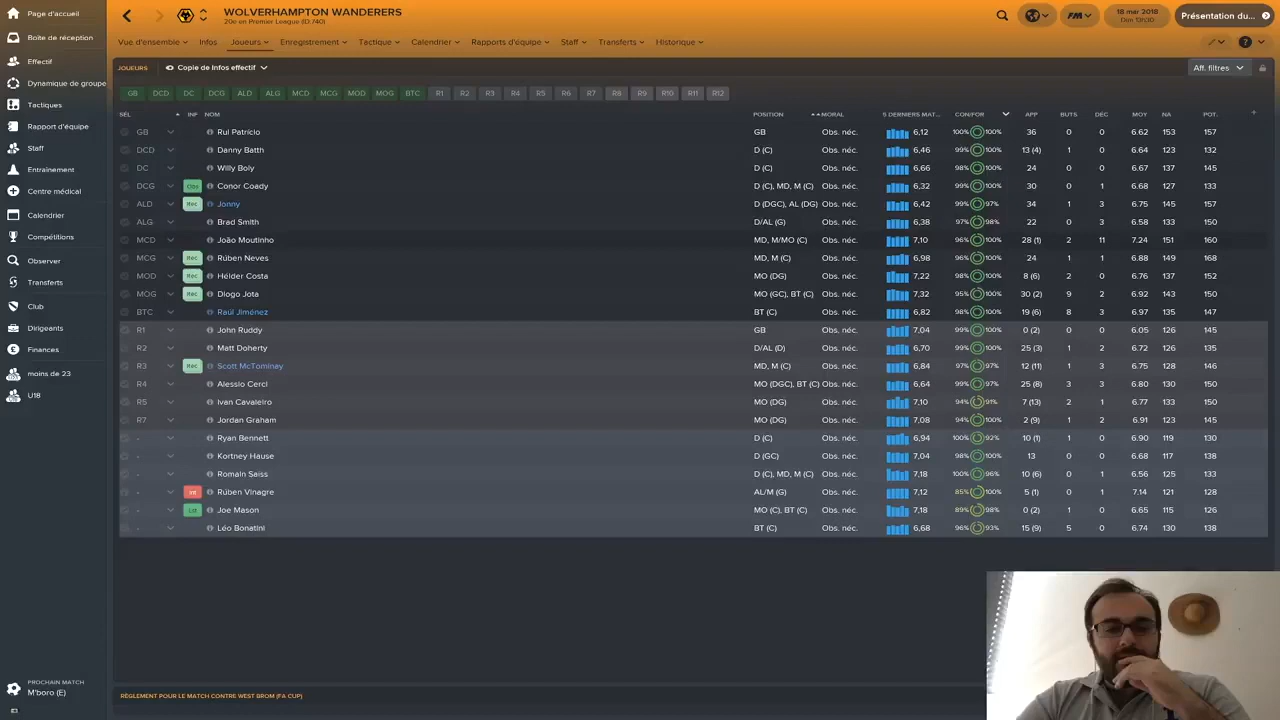 Page d'accueil
Boîte de réception
Effectif
Dynamique de groupe
Tactiques
Rapport d'équipe
Staff
Entraînement
Centre médical
Calendrier
Compétitions
Observer
Transferts
Club
Dirigeants
Finances
moins de 23
U18
PROCHAIN MATCH
M'boro (E)
WOLVERHAMPTON WANDERERS
20e en Premier League (ID:740)
FM
18 mar 2018
Dim 13h30
Présentation du...
Vue d'ensemble Infos Joueurs Enregistrement Tactique Calendrier Rapports d'équipe Staff Transferts Historique
JOUEURS Copie de Infos effectif Aff. filtres
GB DCD DC DCG ALD ALG MCD MCG MOD MOG BTC R1 R2 R3 R4 R5 R6 R7 R8 R9 R10 R11 R12
SÉL INF NOM POSITION MORAL 5 DERNIERS MAT... CON/FOR APP BUTS DÉC MOY NA POT.
GB Rui Patrício GB Obs. néc. 6,12 100% 100% 36 0 0 6.62 153 157
DCD Danny Batth D (C) Obs. néc. 6,46 99% 100% 13 (4) 1 0 6.64 123 132
DC Willy Boly D (C) Obs. néc. 6,66 98% 100% 24 0 0 6.67 137 145
DCG Obs Conor Coady D (C), MD, M (C) Obs. néc. 6,32 99% 100% 30 0 1 6.68 127 133
ALD Rec Jonny D (DGC), AL (DG) Obs. néc. 6,42 99% 97% 34 1 3 6.75 145 157
ALG Brad Smith D/AL (G) Obs. néc. 6,38 97% 98% 22 0 3 6.58 133 150
MCD João Moutinho MD, M/MO (C) Obs. néc. 7,10 96% 100% 28 (1) 2 11 7.24 151 160
MCG Rec Rúben Neves MD, M (C) Obs. néc. 6,98 96% 100% 24 1 1 6.88 149 168
MOD Rec Hélder Costa MO (DG) Obs. néc. 7,22 98% 100% 8 (6) 2 0 6.76 137 152
MOG Rec Diogo Jota MO (GC), BT (C) Obs. néc. 7,32 95% 100% 30 (2) 9 2 6.92 143 150
BTC Raúl Jiménez BT (C) Obs. néc. 6,82 98% 100% 19 (6) 8 3 6.97 135 147
R1 John Ruddy GB Obs. néc. 7,04 99% 100% 0 (2) 0 0 6.05 126 145
R2 Matt Doherty D/AL (D) Obs. néc. 6,70 99% 100% 25 (3) 1 2 6.72 126 135
R3 Rec Scott McTominay MD, M (C) Obs. néc. 6,84 97% 97% 12 (11) 1 3 6.75 128 146
R4 Alessio Cerci MO (DGC), BT (C) Obs. néc. 6,64 99% 97% 25 (8) 3 3 6.80 130 150
R5 Ivan Cavaleiro MO (DG) Obs. néc. 7,10 94% 91% 7 (13) 2 1 6.77 133 150
R7 Jordan Graham MO (DG) Obs. néc. 7,08 94% 100% 2 (9) 1 2 6.91 123 145
- Ryan Bennett D (C) Obs. néc. 6,94 100% 92% 10 (1) 1 0 6.90 119 130
- Kortney Hause D (GC) Obs. néc. 7,04 98% 100% 13 0 0 6.68 117 138
- Romain Saïss D (C), MD, M (C) Obs. néc. 7,18 100% 96% 10 (6) 0 1 6.56 125 133
- Int Rúben Vinagre AL/M (G) Obs. néc. 7,12 85% 100% 5 (1) 0 1 7.14 121 128
- Lst Joe Mason MO (C), BT (C) Obs. néc. 7,18 89% 98% 0 (2) 0 1 6.65 115 126
- Léo Bonatini BT (C) Obs. néc. 6,68 96% 93% 15 (9) 5 0 6.74 130 138
RÈGLEMENT POUR LE MATCH CONTRE WEST BROM (FA CUP)